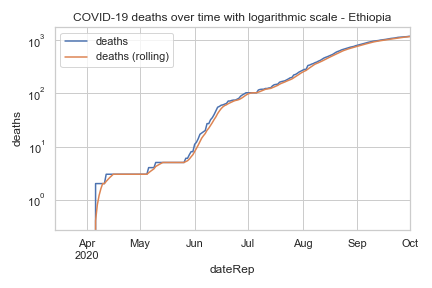 COVID-19 deaths over time with logarithmic scale - Ethiopia
deaths
deaths (rolling)
10³
10²
10¹
10⁰
deaths
Apr May Jun Jul Aug Sep Oct
2020
dateRep